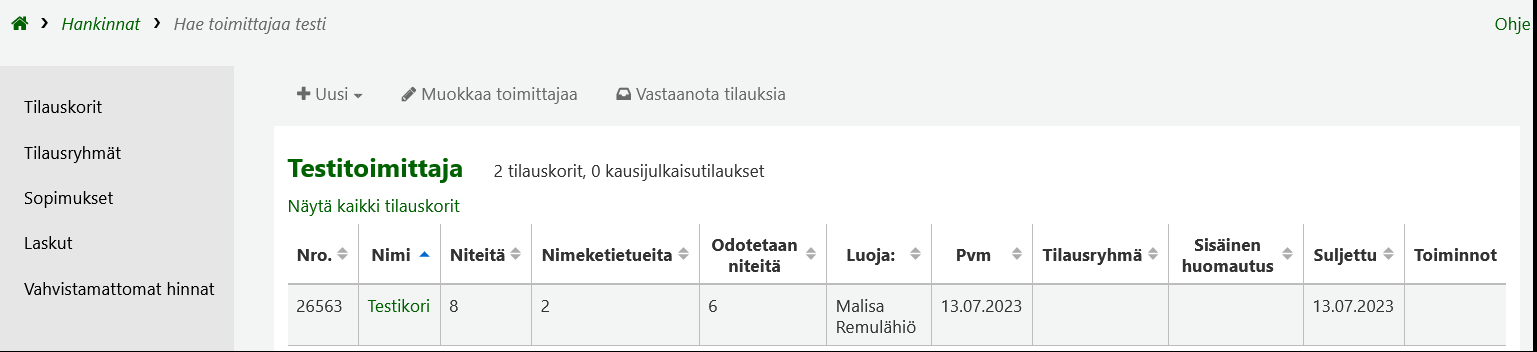 Hankinnat Hae toimittajaa testi Ohje
Tilauskorit
Tilausryhmät
Sopimukset
Laskut
Vahvistamattomat hinnat
Uusi Muokkaa toimittajaa Vastaanota tilauksia
Testitoimittaja 2 tilauskorit, 0 kausijulkaisutilaukset
Näytä kaikki tilauskorit
Nro. Nimi Niteitä Nimeketietueita Odotetaan niteitä Luoja: Pvm Tilausryhmä Sisäinen huomautus Suljettu Toiminnot
26563 Testikori 8 2 6 Malisa Remulähiö 13.07.2023 13.07.2023